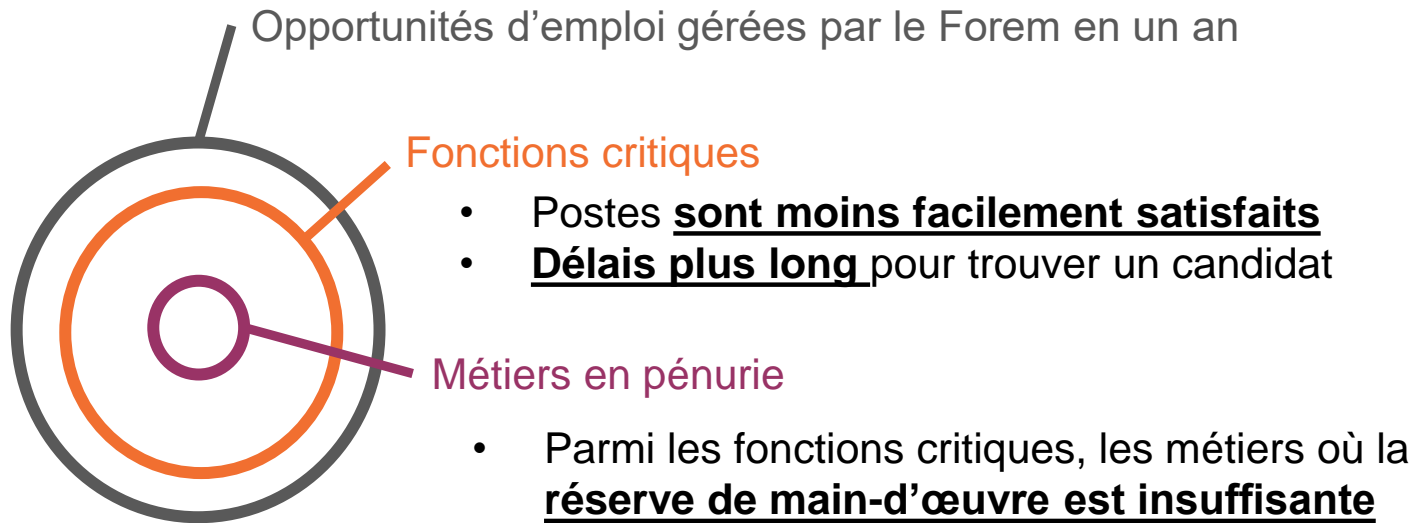 Opportunités d’emploi gérées par le Forem en un an
Fonctions critiques
• Postes sont moins facilement satisfaits
• Délais plus long pour trouver un candidat
Métiers en pénurie
• Parmi les fonctions critiques, les métiers où la
réserve de main-d’œuvre est insuffisante